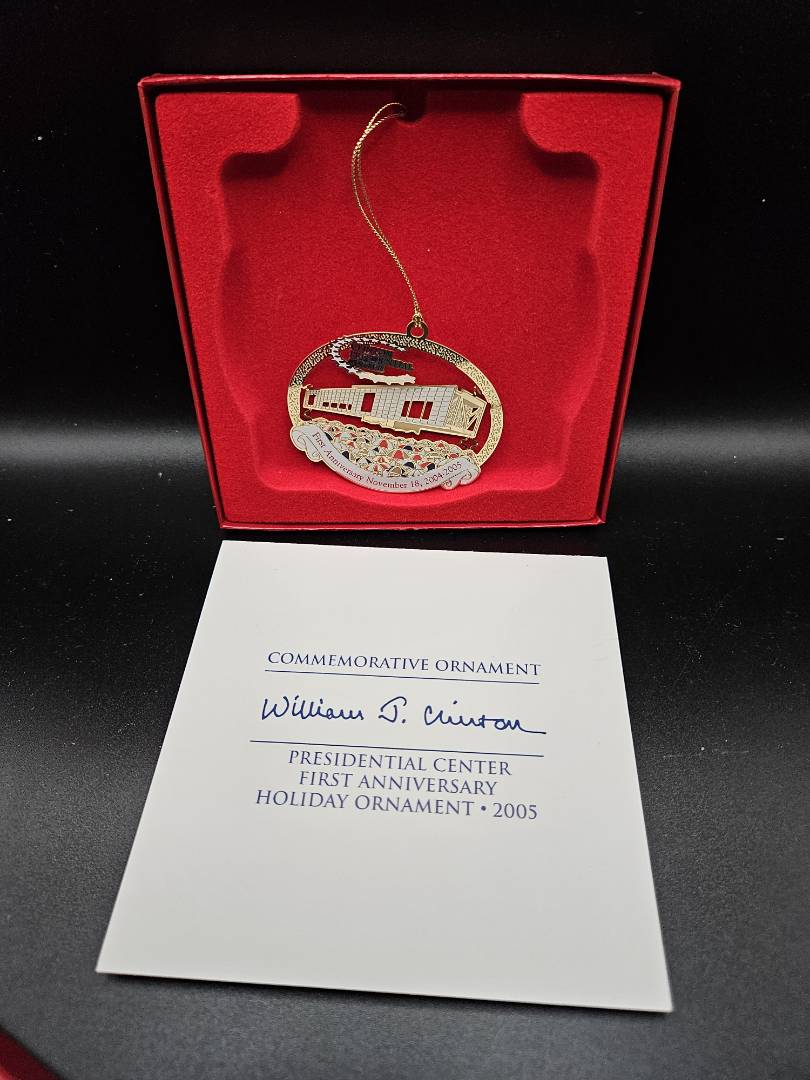 First Anniversary November 18, 2004-2005
COMMEMORATIVE ORNAMENT
William J. Clinton
PRESIDENTIAL CENTER
FIRST ANNIVERSARY
HOLIDAY ORNAMENT • 2005